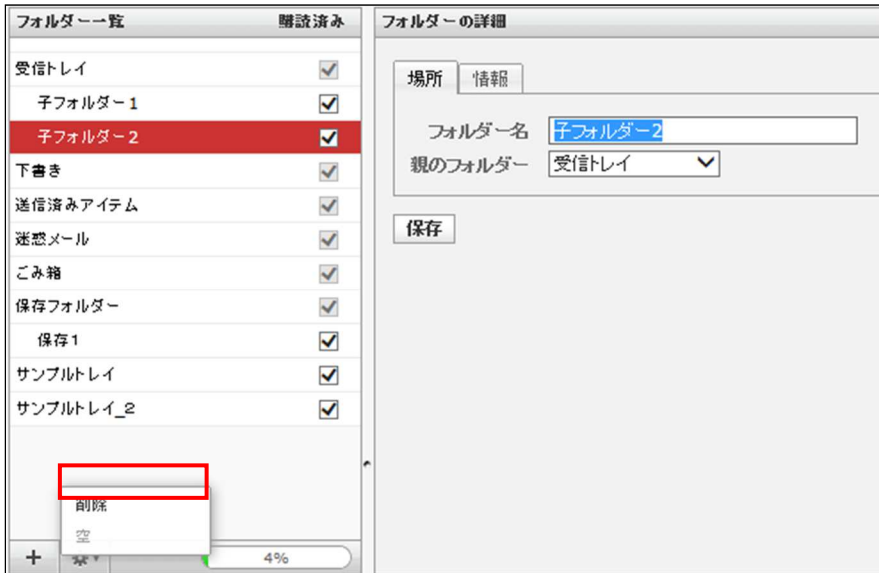 フォルダー一覧 購読済み
受信トレイ
子フォルダー1
子フォルダー2
下書き
送信済みアイテム
迷惑メール
ごみ箱
保存フォルダー
保存1
サンプルトレイ
サンプルトレイ_2
削除
空
+ 4%
フォルダーの詳細
場所 情報
フォルダー名 子フォルダー2
親のフォルダー 受信トレイ
保存